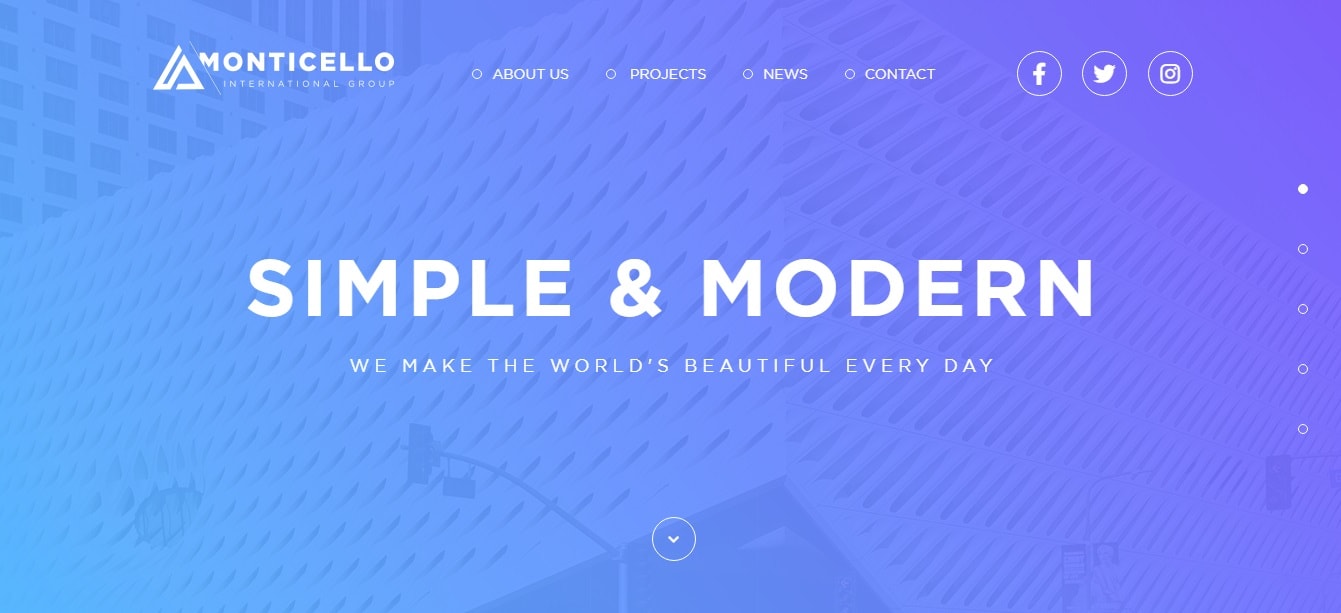 MONTICELLO
INTERNATIONAL GROUP
ABOUT US PROJECTS NEWS CONTACT
SIMPLE & MODERN
WE MAKE THE WORLD'S BEAUTIFUL EVERY DAY